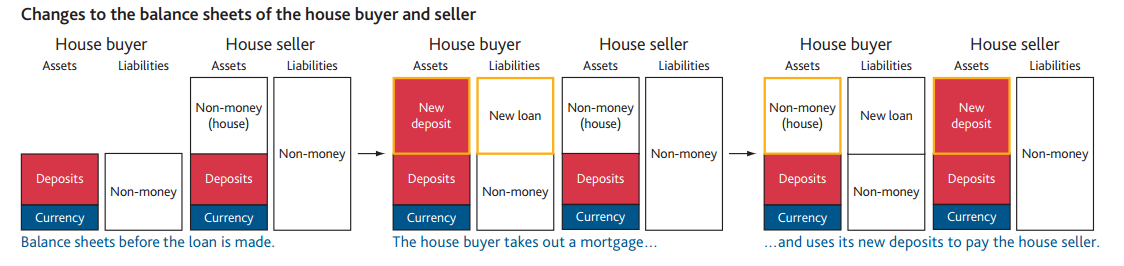 Changes to the balance sheets of the house buyer and seller
House buyer House seller House buyer House seller House buyer House seller
Assets Liabilities Assets Liabilities Assets Liabilities Assets Liabilities Assets Liabilities Assets Liabilities
Non-money
(house)
Non-money
Deposits
Non-money
Deposits
Currency
Currency
New
deposit
New loan
Non-money
(house)
Non-money
Deposits
Non-money
Deposits
Currency
Currency
Non-money
(house)
New loan
New
deposit
Non-money
Deposits
Non-money
Deposits
Currency
Currency
Balance sheets before the loan is made.
The house buyer takes out a mortgage…
…and uses its new deposits to pay the house seller.